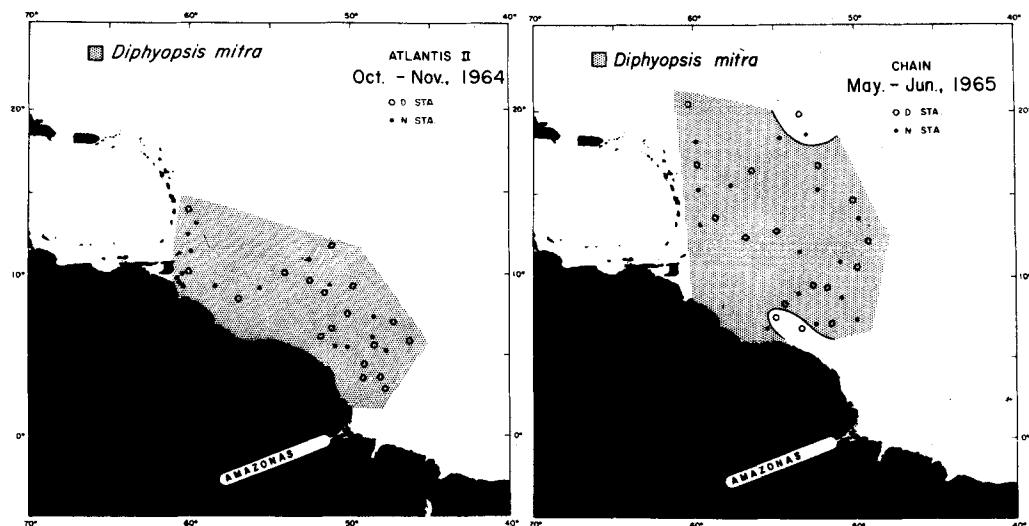 70° 60° 50° 40°
Diphyopsis mitra
ATLANTIS II
Oct. - Nov., 1964
D STA.
N STA.
20°
10°
0°
AMAZONAS
70° 60° 50° 40°
70° 60° 50° 40°
Diphyopsis mitra
CHAIN
May. - Jun., 1965
D STA.
N STA.
20° 20°
10° 10°
0° 0°
AMAZONAS
70° 60° 50° 40°